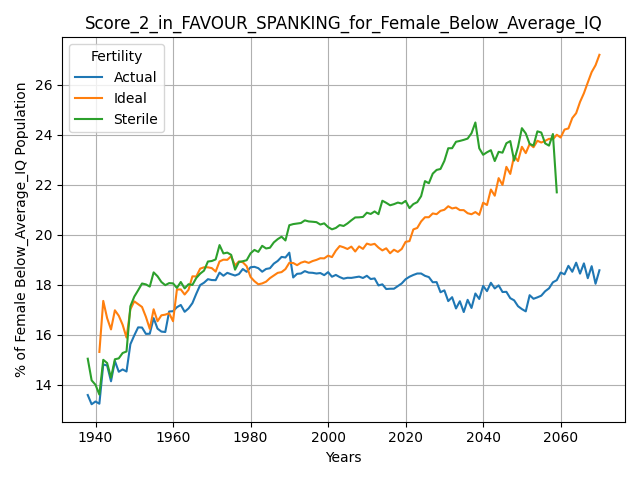 Score_2_in_FAVOUR_SPANKING_for_Female_Below_Average_IQ
Fertility
Actual
Ideal
Sterile
% of Female Below_Average_IQ Population
26
24
22
20
18
16
14
1940
1960
1980
2000
2020
2040
2060
Years